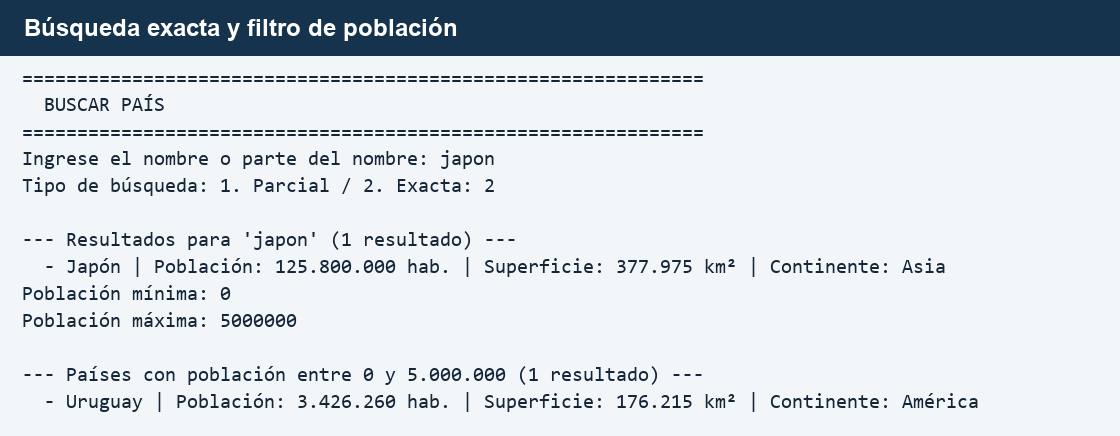 Búsqueda exacta y filtro de población
==============================================================
BUSCAR PAÍS
==============================================================
Ingrese el nombre o parte del nombre: japon
Tipo de búsqueda: 1. Parcial / 2. Exacta: 2
--- Resultados para 'japon' (1 resultado) ---
- Japón | Población: 125.800.000 hab. | Superficie: 377.975 km² | Continente: Asia
Población mínima: 0
Población máxima: 5000000
--- Países con población entre 0 y 5.000.000 (1 resultado) ---
- Uruguay | Población: 3.426.260 hab. | Superficie: 176.215 km² | Continente: América